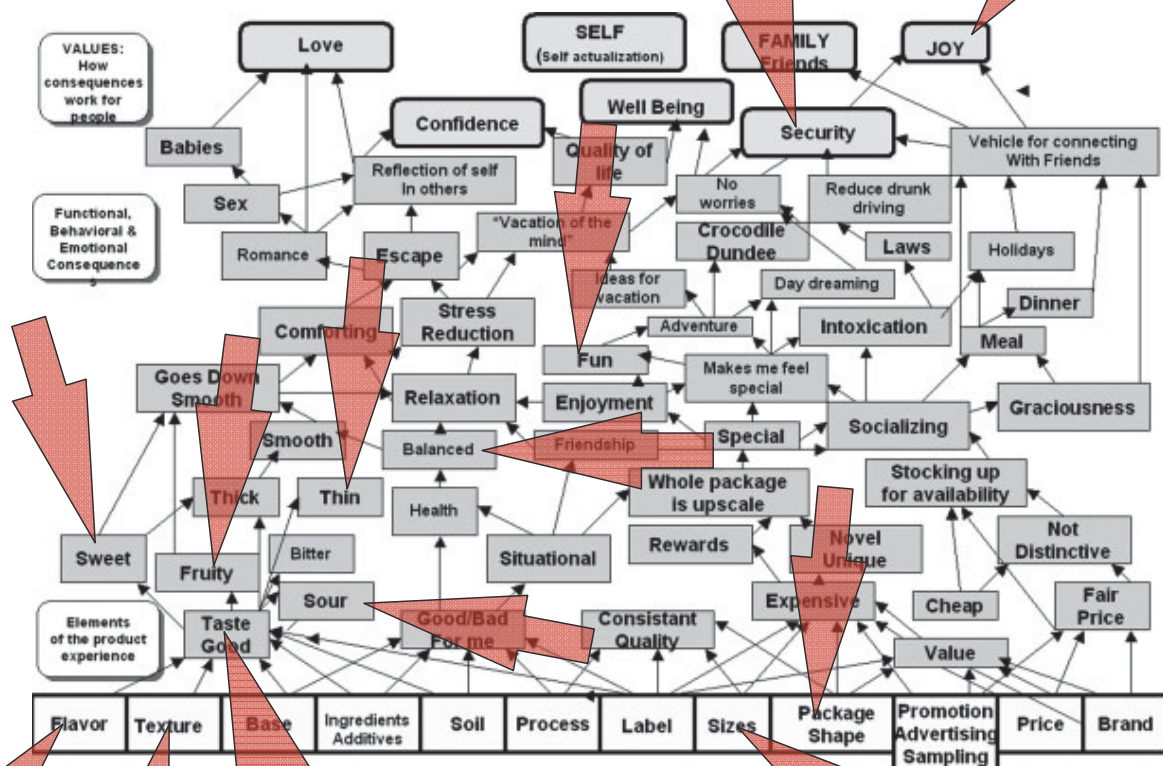 VALUES:
How
consequences
work for
people
Love
SELF
(Self actualization)
FAMILY
Friends
JOY
Confidence
Well Being
Security
Babies
Reflection of self
In others
Quality of
life
Vehicle for connecting
With Friends
Functional,
Behavioral &
Emotional
Consequence
s
Sex
No
worries
Reduce drunk
driving
Romance
Escape
"Vacation of the
mind"
Crocodile
Dundee
Laws
Holidays
Ideas for
vacation
Day dreaming
Dinner
Comforting
Stress
Reduction
Adventure
Intoxication
Meal
Fun
Makes me feel
special
Goes Down
Smooth
Relaxation
Enjoyment
Graciousness
Socializing
Smooth
Balanced
Friendship
Special
Thick
Thin
Health
Whole package
is upscale
Stocking up
for availability
Sweet
Fruity
Bitter
Situational
Rewards
Novel
Unique
Not
Distinctive
Elements
of the product
experience
Taste
Good
Sour
Good/Bad
For me
Consistant
Quality
Expensive
Cheap
Fair
Price
Value
Flavor
Texture
Base
Ingredients
Additives
Soil
Process
Label
Sizes
Package
Shape
Promotion
Advertising
Sampling
Price
Brand